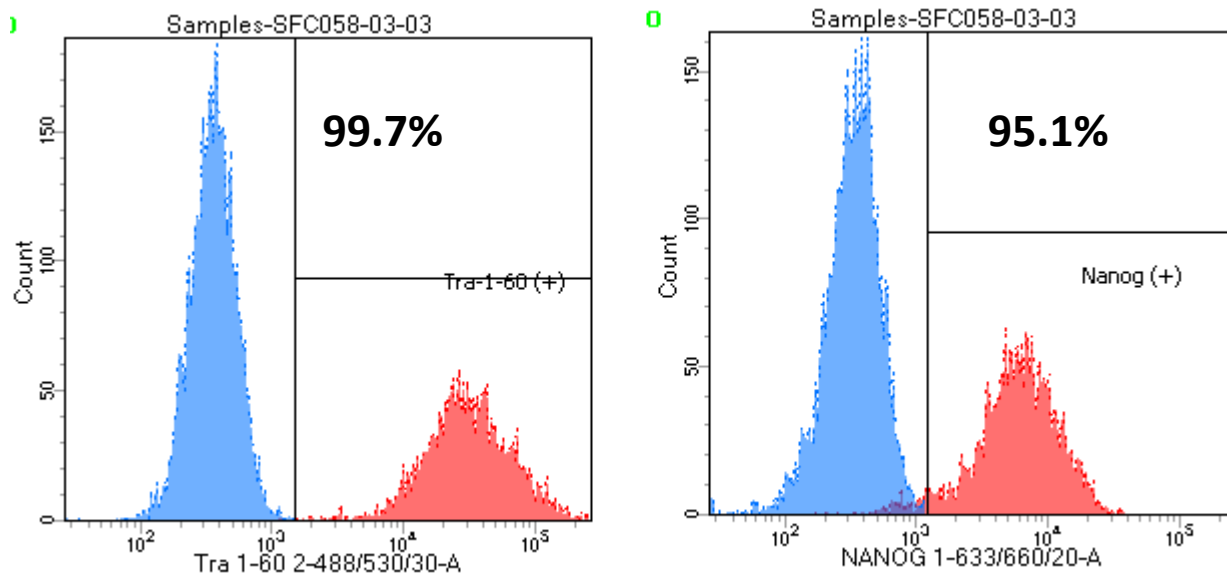 )
Samples-SFC058-03-03
99.7%
Tra-1-60 (+)
Count
0
50
100
150
10²
10³
10⁴
10⁵
Tra 1-60 2-488/530/30-A
0
Samples-SFC058-03-03
95.1%
Nanog (+)
Count
0
50
100
150
10²
10³
10⁴
10⁵
NANOG 1-633/660/20-A